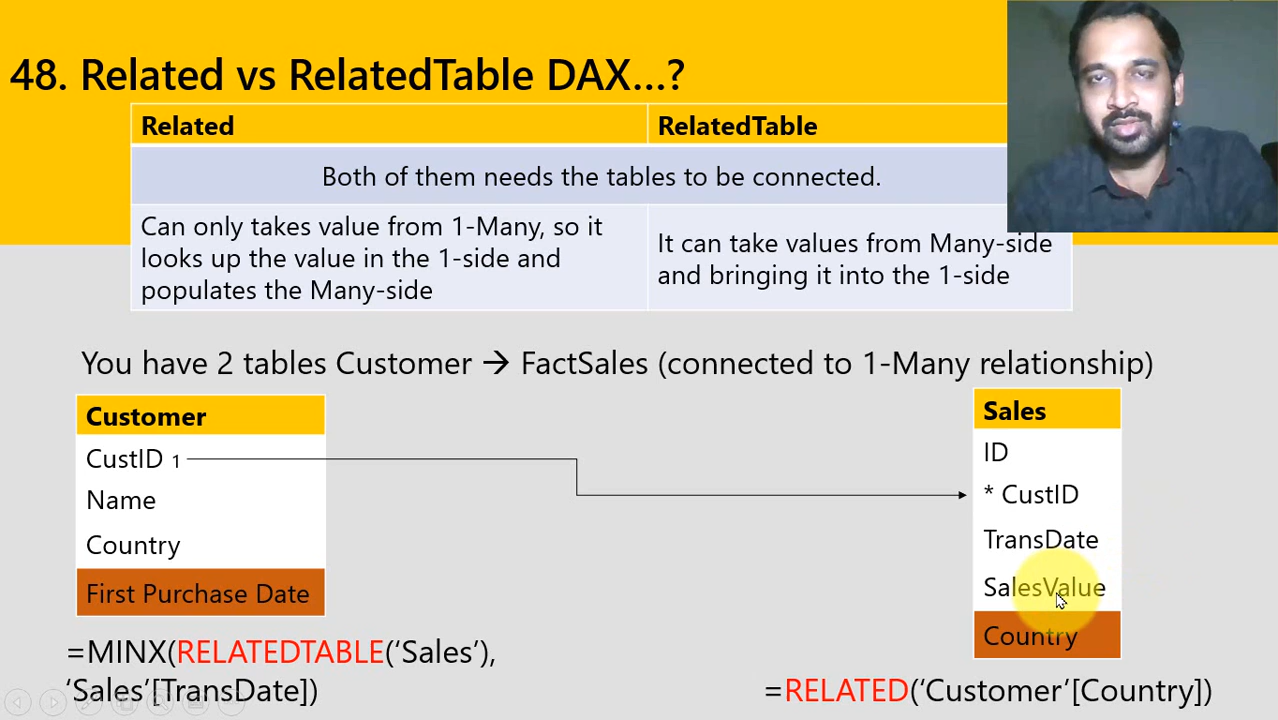 48. Related vs RelatedTable DAX...?
Related
RelatedTable
Both of them needs the tables to be connected.
Can only takes value from 1-Many, so it
looks up the value in the 1-side and
populates the Many-side
It can take values from Many-side
and bringing it into the 1-side
You have 2 tables Customer → FactSales (connected to 1-Many relationship)
Customer
CustID 1
Name
Country
First Purchase Date
=MINX(RELATEDTABLE(‘Sales’),
‘Sales’[TransDate])
Sales
ID
* CustID
TransDate
SalesValue
Country
=RELATED(‘Customer’[Country])